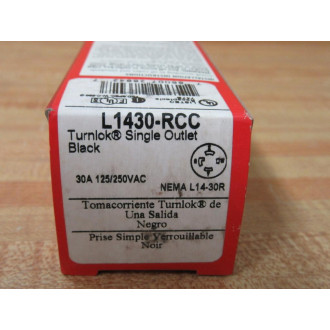 L1430-RCC
Turnlok® Single Outlet
Black
30A 125/250VAC
NEMA L14-30R
Tomacorriente Turnlok® de
Una Salida
Negro
Prise Simple Verrouillable
Noir